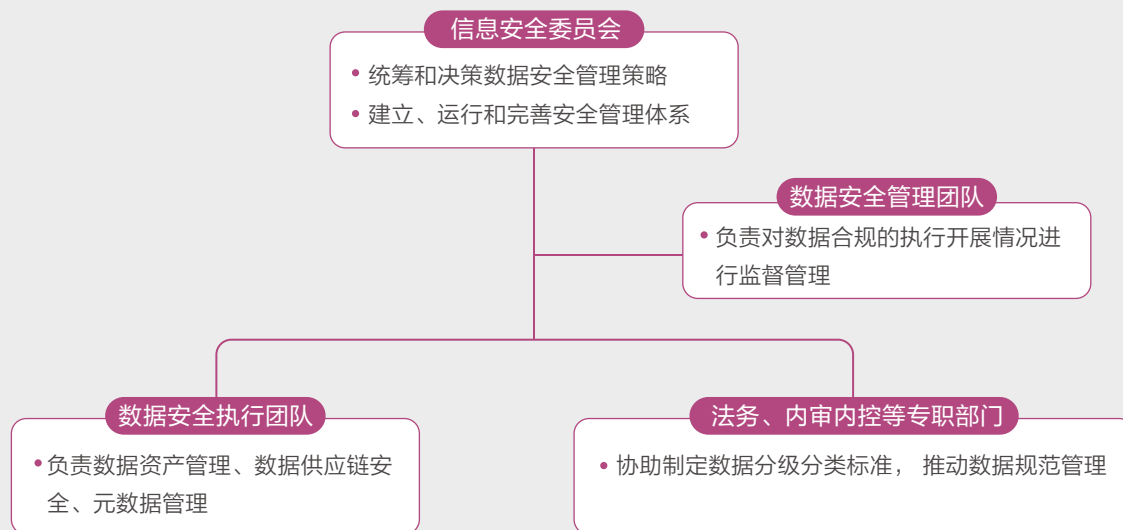 信息安全委员会
• 统筹和决策数据安全管理策略
• 建立、运行和完善安全管理体系
数据安全管理团队
• 负责对数据合规的执行开展情况进
行监督管理
数据安全执行团队
• 负责数据资产管理、数据供应链安
全、元数据管理
法务、内审内控等专职部门
• 协助制定数据分级分类标准， 推动数据规范管理